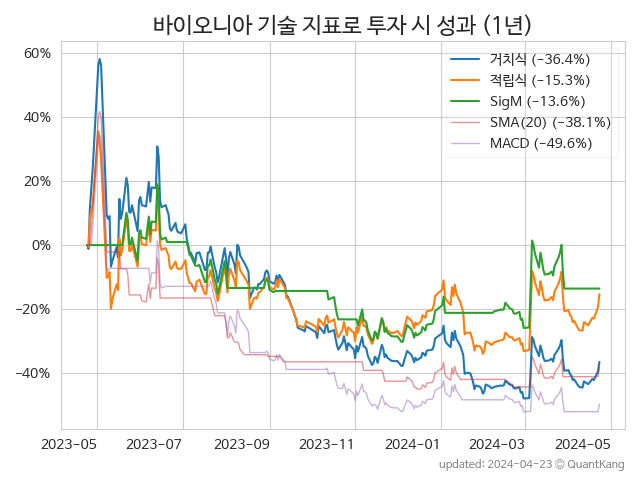 바이오니아 기술 지표로 투자 시 성과 (1년)
거치식 (−36.4%)
적립식 (−15.3%)
SigM (−13.6%)
SMA(20) (−38.1%)
MACD (−49.6%)
60%
40%
20%
0%
−20%
−40%
2023-05 2023-07 2023-09 2023-11 2024-01 2024-03 2024-05
updated: 2024-04-23 © QuantKang